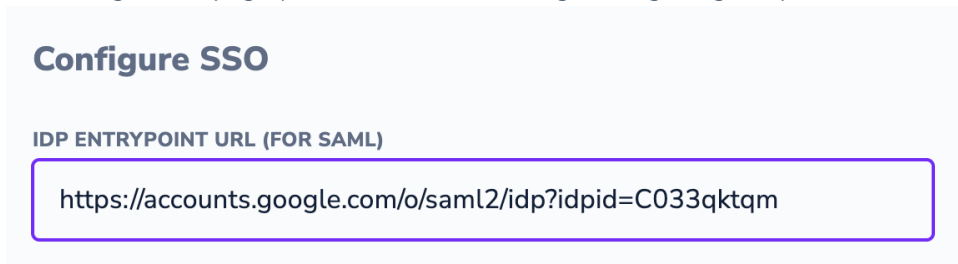 Configure SSO
IDP ENTRYPOINT URL (FOR SAML)
https://accounts.google.com/o/saml2/idp?idpid=C033qktqm